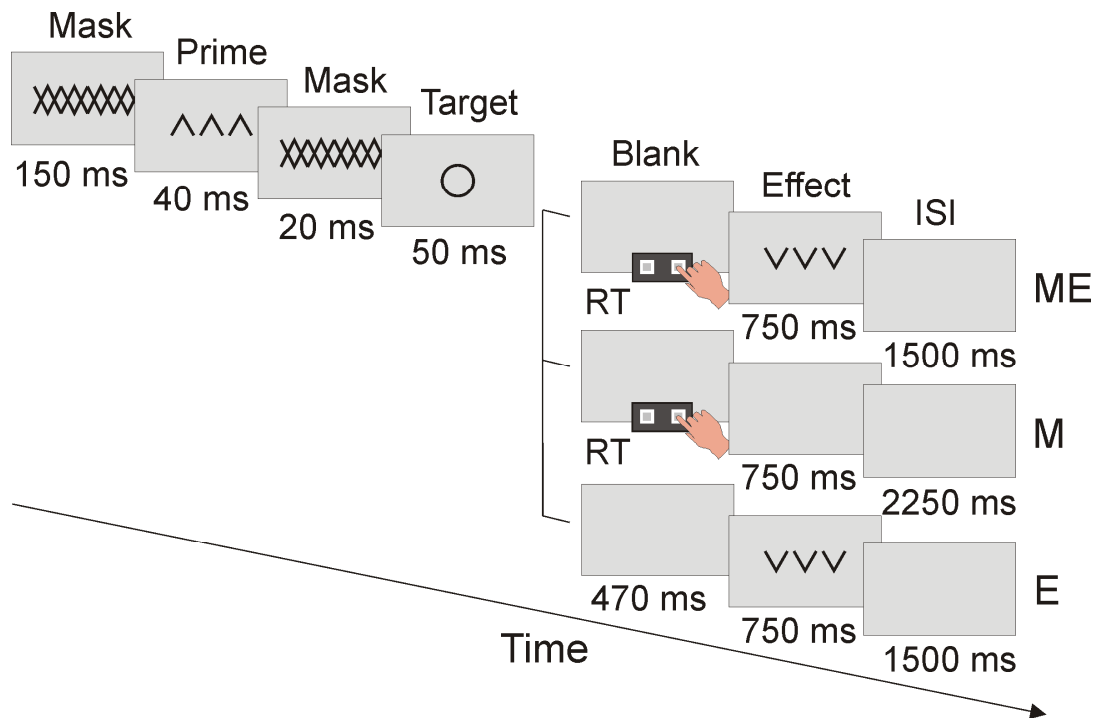 Mask
Prime
Mask
Target
150 ms
40 ms
20 ms
50 ms
Blank
Effect
ISI
RT
750 ms
1500 ms
ME
RT
750 ms
2250 ms
M
470 ms
750 ms
1500 ms
E
Time